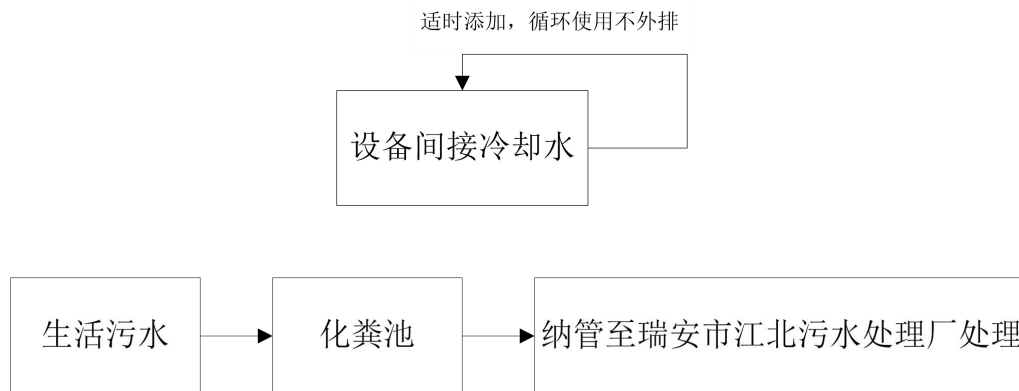 适时添加，循环使用不外排
设备间接冷却水
生活污水
化粪池
纳管至瑞安市江北污水处理厂处理